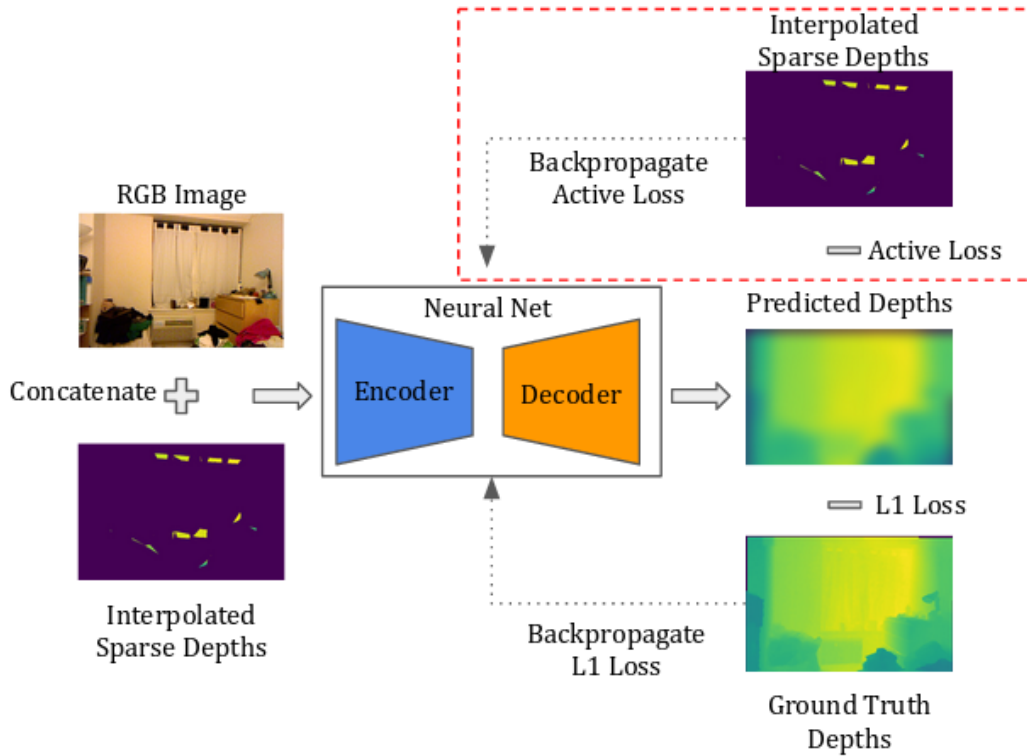 Interpolated
Sparse Depths
Backpropagate
Active Loss
RGB Image
Active Loss
Neural Net
Predicted Depths
Concatenate
Encoder
Decoder
L1 Loss
Interpolated
Sparse Depths
Backpropagate
L1 Loss
Ground Truth
Depths